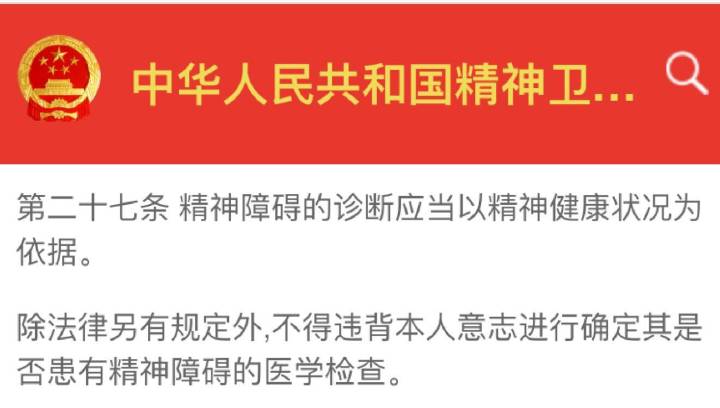 中华人民共和国精神卫...
第二十七条 精神障碍的诊断应当以精神健康状况为
依据。
除法律另有规定外,不得违背本人意志进行确定其是
否患有精神障碍的医学检查。